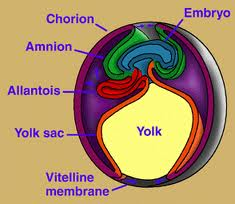 Chorion
Embryo
Amnion
Allantois
Yolk sac
Yolk
Vitelline
membrane